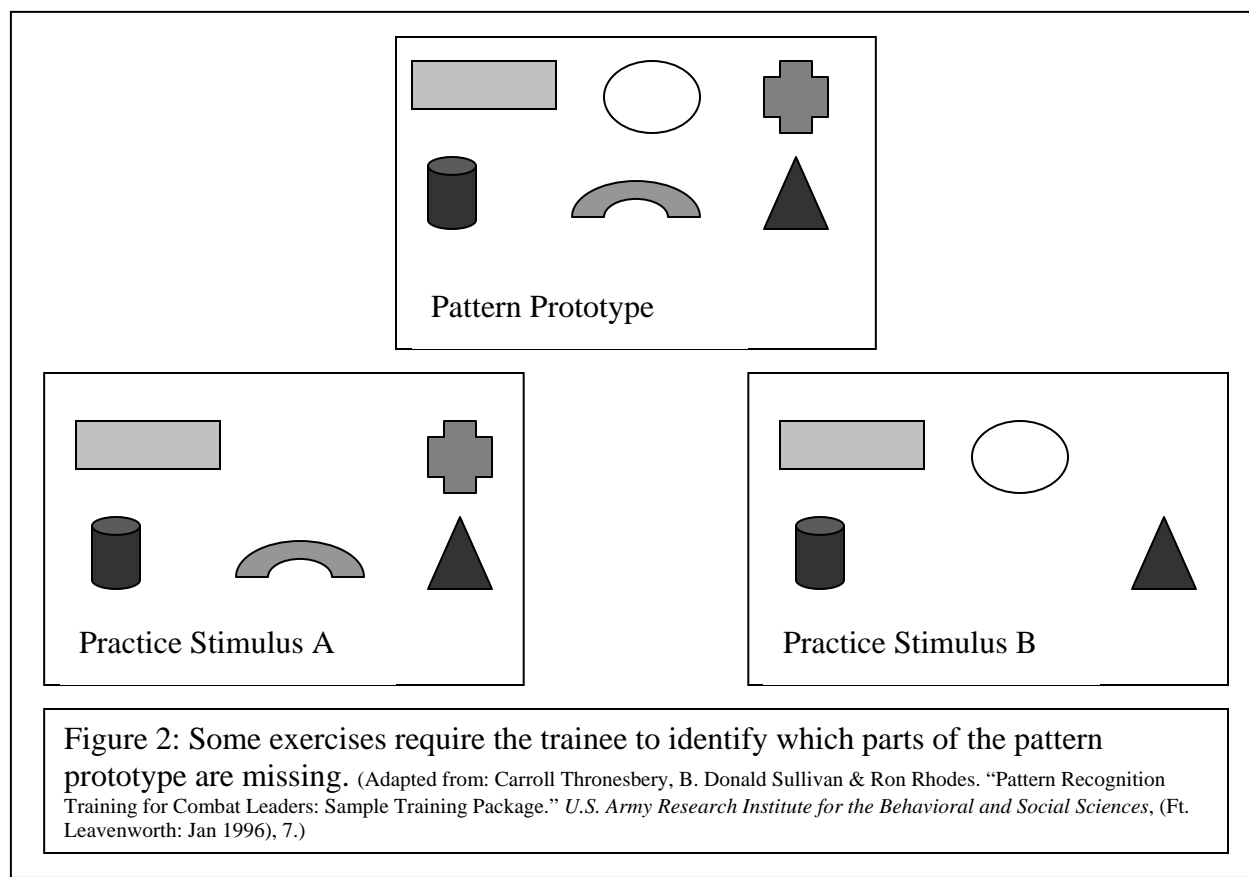 Pattern Prototype
Practice Stimulus A
Practice Stimulus B
Figure 2: Some exercises require the trainee to identify which parts of the pattern
prototype are missing. (Adapted from: Carroll Thronesbery, B. Donald Sullivan & Ron Rhodes. “Pattern Recognition
Training for Combat Leaders: Sample Training Package.” U.S. Army Research Institute for the Behavioral and Social Sciences, (Ft.
Leavenworth: Jan 1996), 7.)